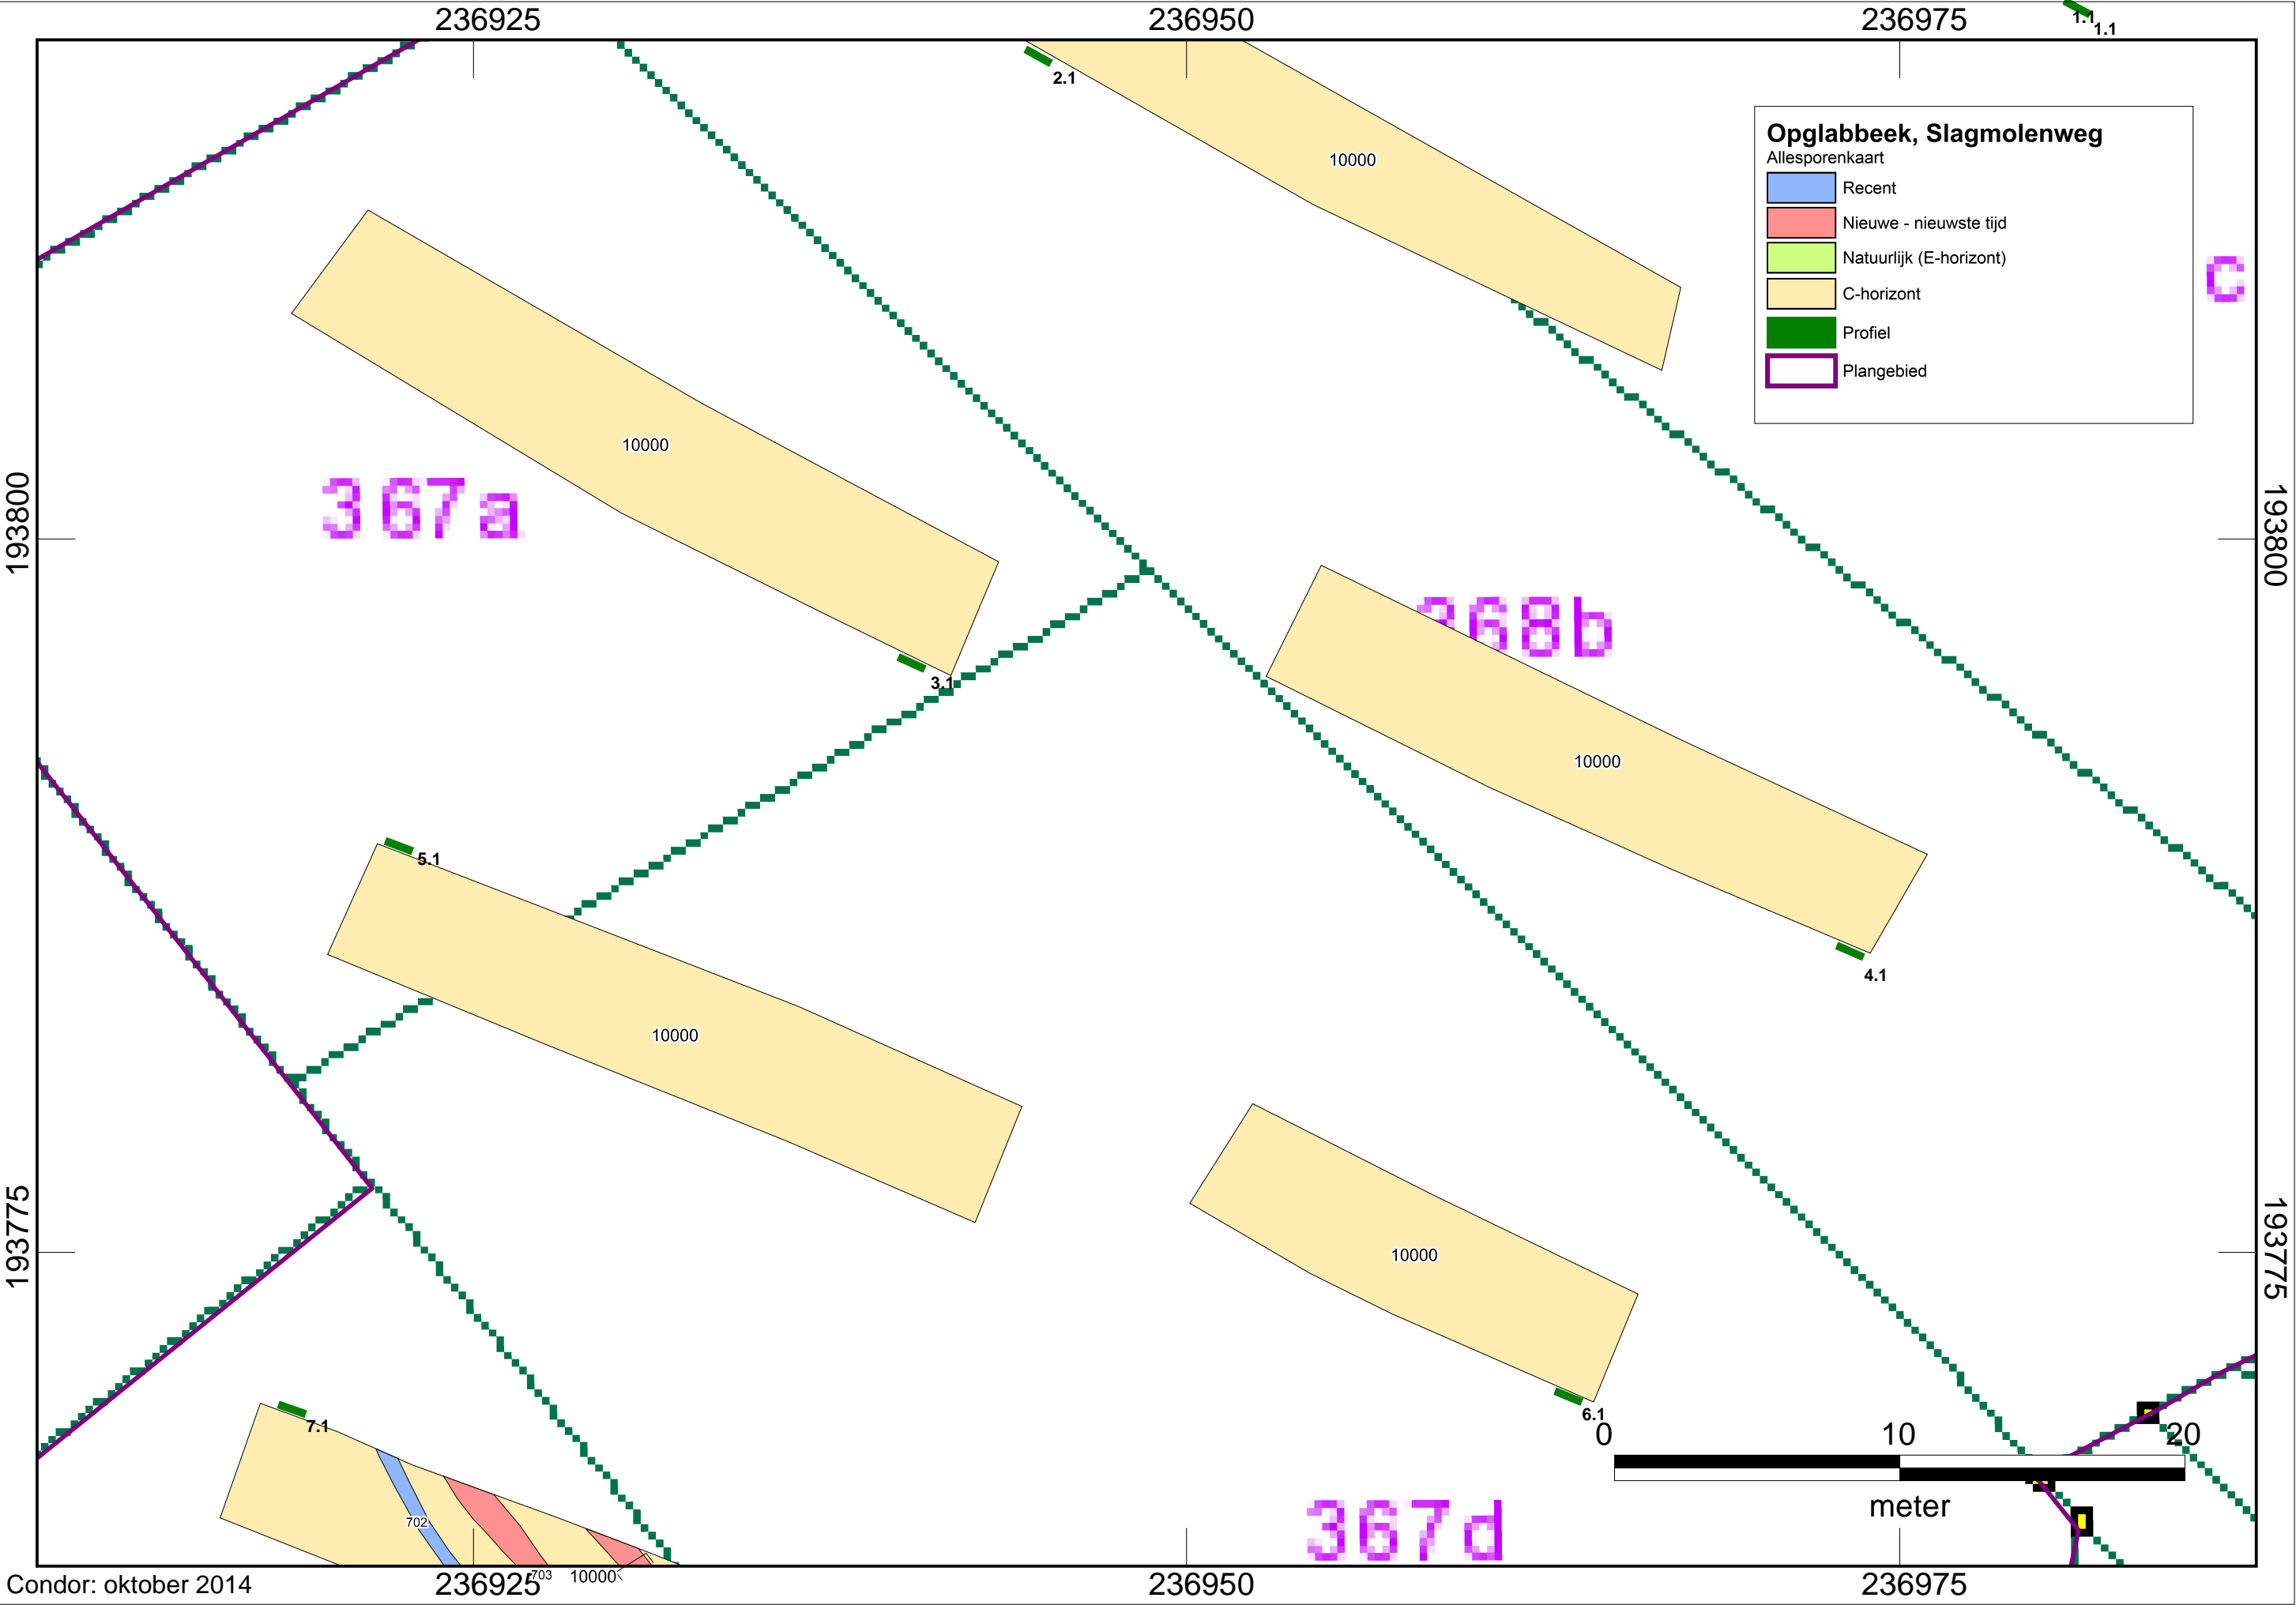 236925
236950
236975
1.1
1.1
2.1
10000
Opglabbeek, Slagmolenweg
Allesporenkaart
Recent
Nieuwe - nieuwste tijd
Natuurlijk (E-horizont)
C-horizont
Profiel
Plangebied
c
10000
193800
193800
367a
368b
3.1
10000
5.1
4.1
10000
193775
193775
10000
6.1
7.1
0
10
20
meter
702
367d
703
10000
Condor: oktober 2014
236925
236950
236975